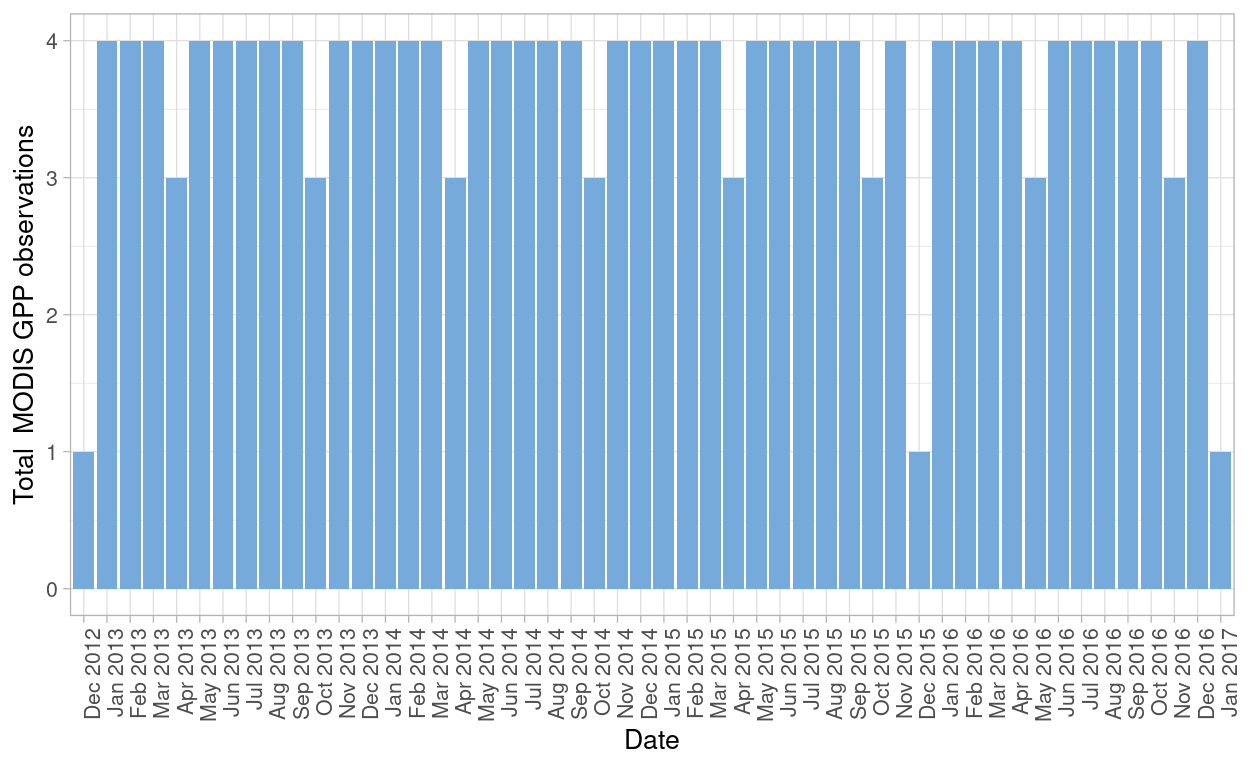 4
3
2
1
0
Total MODIS GPP observations
Dec 2012
Jan 2013
Feb 2013
Mar 2013
Apr 2013
May 2013
Jun 2013
Jul 2013
Aug 2013
Sep 2013
Oct 2013
Nov 2013
Dec 2013
Jan 2014
Feb 2014
Mar 2014
Apr 2014
May 2014
Jun 2014
Jul 2014
Aug 2014
Sep 2014
Oct 2014
Nov 2014
Dec 2014
Jan 2015
Feb 2015
Mar 2015
Apr 2015
May 2015
Jun 2015
Jul 2015
Aug 2015
Sep 2015
Oct 2015
Nov 2015
Dec 2015
Jan 2016
Feb 2016
Mar 2016
Apr 2016
May 2016
Jun 2016
Jul 2016
Aug 2016
Sep 2016
Oct 2016
Nov 2016
Dec 2016
Jan 2017
Date